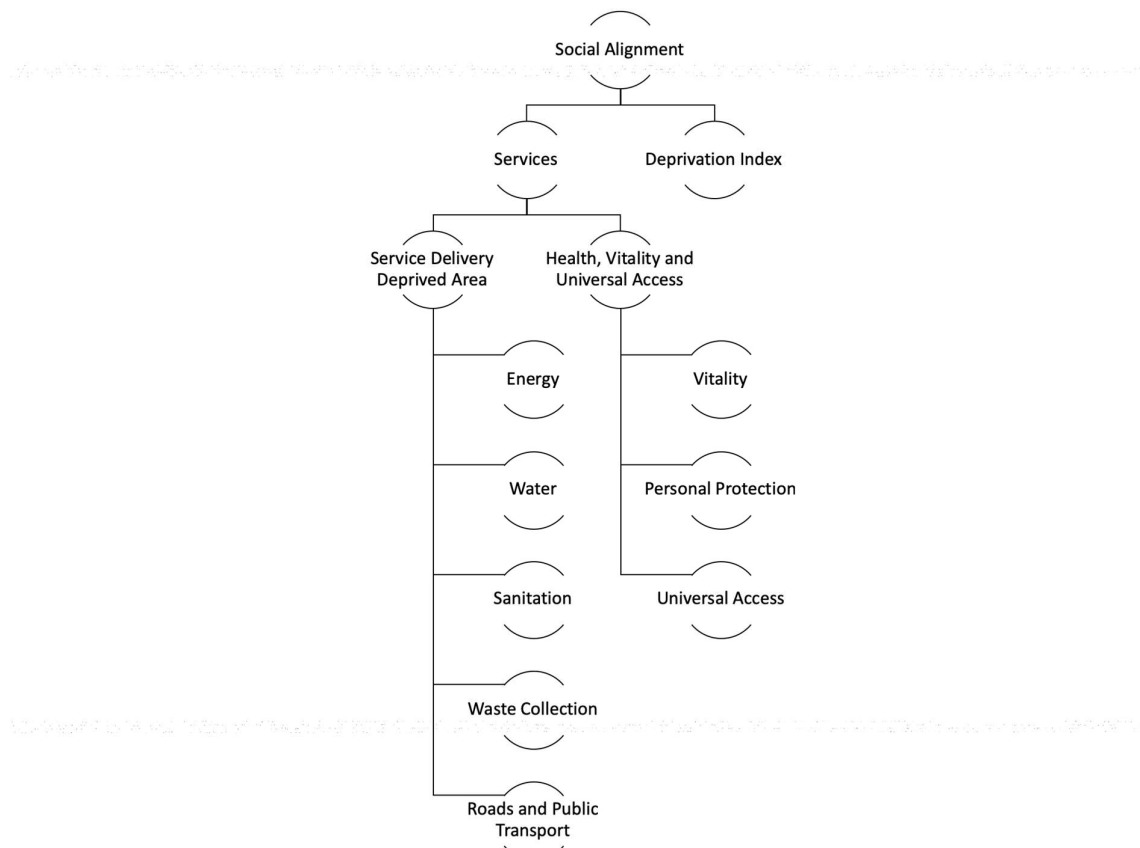 Social Alignment
Services
Deprivation Index
Service Delivery
Deprived Area
Health, Vitality and
Universal Access
Energy
Vitality
Water
Personal Protection
Sanitation
Universal Access
Waste Collection
Roads and Public
Transport